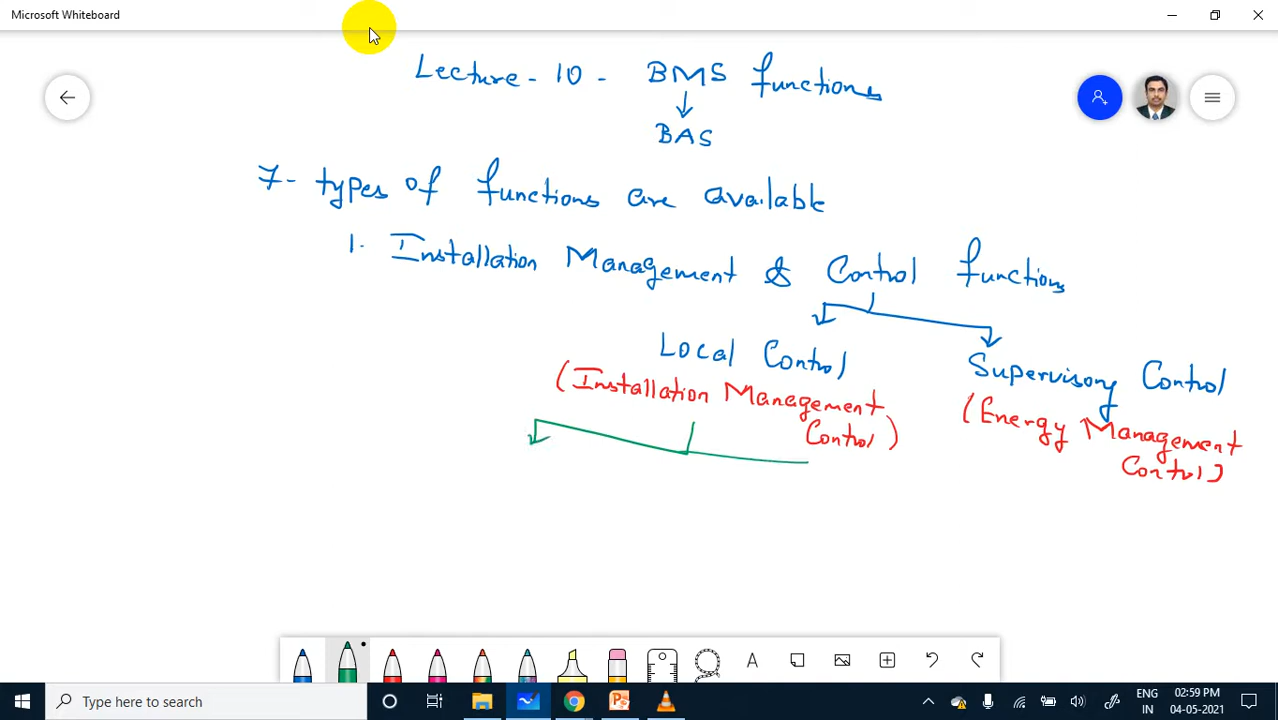 Microsoft Whiteboard
Lecture - 10 - BMS functions
BAS
7- types of functions are available
1. Installation Management & Control functions
Local Control
(Installation Management Control)
Supervisory Control
(Energy Management Control)
A
Type here to search
ENG
IN
02:59 PM
04-05-2021